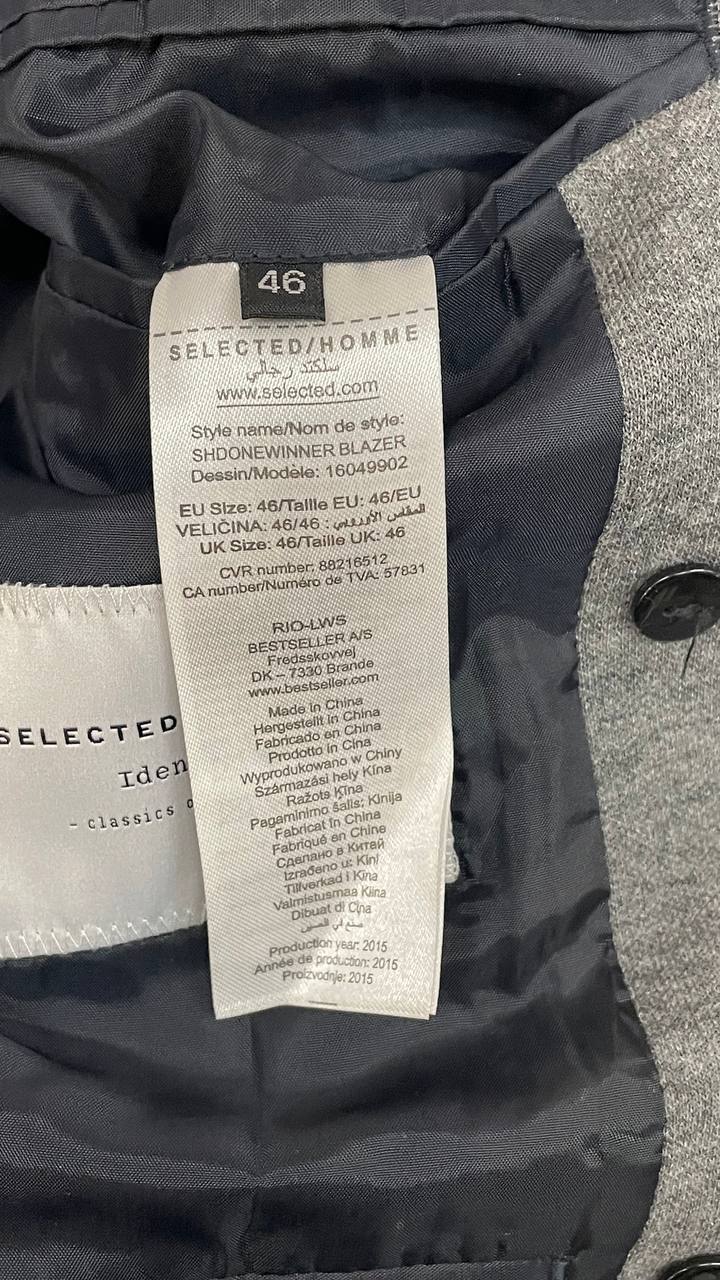 46
SELECTED/HOMME
سلكتد رجالي
www.selected.com
Style name/Nom de style:
SHDONEWINNER BLAZER
Dessin/Modèle: 16049902
EU Size: 46/Taille EU: 46/EU
VELIČINA: 46/46 : المقاس الأوروبي
UK Size: 46/Taille UK: 46
CVR number: 88216512
CA number/Numéro de TVA: 57831
RIO-LWS
BESTSELLER A/S
Fredsskovvej
DK – 7330 Brande
www.bestseller.com
Made in China
Hergestellt in China
Fabricado en China
Prodotto in Cina
Wyprodukowano w Chiny
Származási hely Kína
Ražots Ķīna
Pagaminimo šalis: Kinija
Fabricat în China
Fabriqué en Chine
Сделано в Китай
Izrađeno u: Kini
Tillverkad i Kina
Valmistusmaa Kiina
Dibuat di Cina
صنع في الصين
Production year: 2015
Année de production: 2015
Proizvodnje: 2015
SELECTED
Iden
- classics o